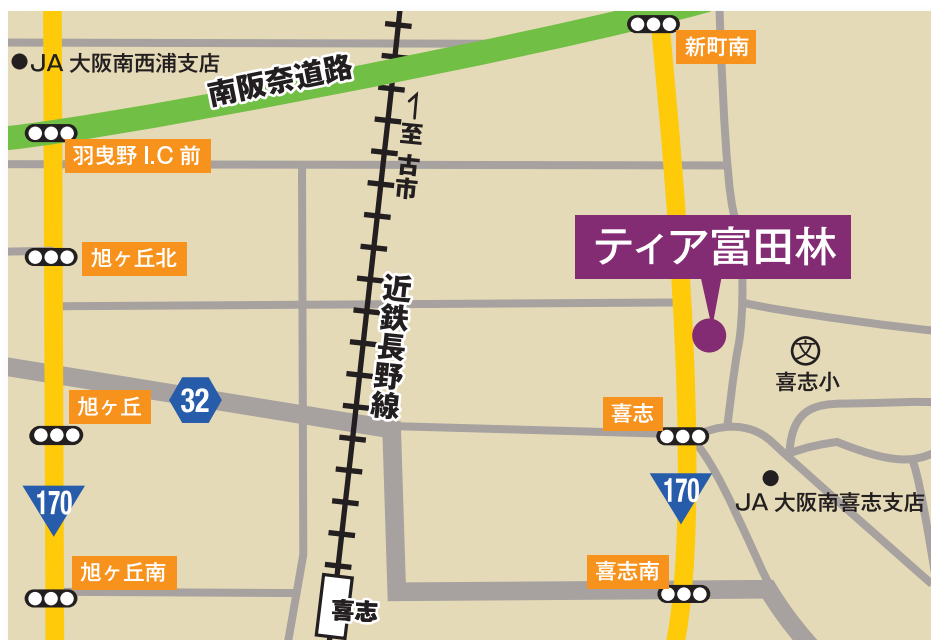 新町南
JA 大阪南西浦支店
南阪奈道路
羽曳野 I.C 前
至 古市
旭ヶ丘北
ティア富田林
近鉄長野線
文
喜志小
旭ヶ丘
32
喜志
170
170
JA 大阪南喜志支店
旭ヶ丘南
喜志南
喜志